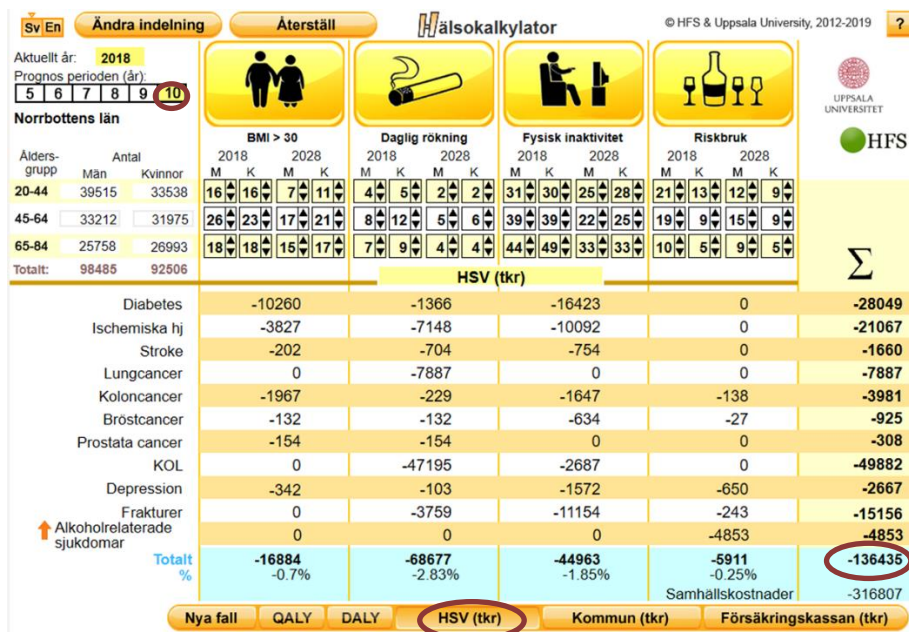 Sv En Ändra indelning Återställ Hälsokalkylator © HFS & Uppsala University, 2012-2019 ?
Aktuellt år: 2018
Prognos perioden (år):
5 6 7 8 9 10
Norrbottens län
UPPSALA
UNIVERSITET
HFS
BMI > 30 Daglig rökning Fysisk inaktivitet Riskbruk
Ålders- Antal 2018 2028 2018 2028 2018 2028 2018 2028
grupp Män Kvinnor M K M K M K M K M K M K M K M K
20-44 39515 33538 16 16 7 11 4 5 2 2 31 30 25 28 21 13 12 9
45-64 33212 31975 26 23 17 21 8 12 5 6 39 39 22 25 19 9 15 9
65-84 25758 26993 18 18 15 17 7 9 4 4 44 49 33 33 10 5 9 5
Totalt: 98485 92506 Σ
HSV (tkr)
Diabetes -10260 -1366 -16423 0 -28049
Ischemiska hj -3827 -7148 -10092 0 -21067
Stroke -202 -704 -754 0 -1660
Lungcancer 0 -7887 0 0 -7887
Koloncancer -1967 -229 -1647 -138 -3981
Bröstcancer -132 -132 -634 -27 -925
Prostata cancer -154 -154 0 0 -308
KOL 0 -47195 -2687 0 -49882
Depression -342 -103 -1572 -650 -2667
Frakturer 0 -3759 -11154 -243 -15156
Alkoholrelaterade
sjukdomar 0 0 0 -4853 -4853
Totalt -16884 -68677 -44963 -5911 -136435
% -0.7% -2.83% -1.85% -0.25%
Samhällskostnader -316807
Nya fall QALY DALY HSV (tkr) Kommun (tkr) Försäkringskassan (tkr)